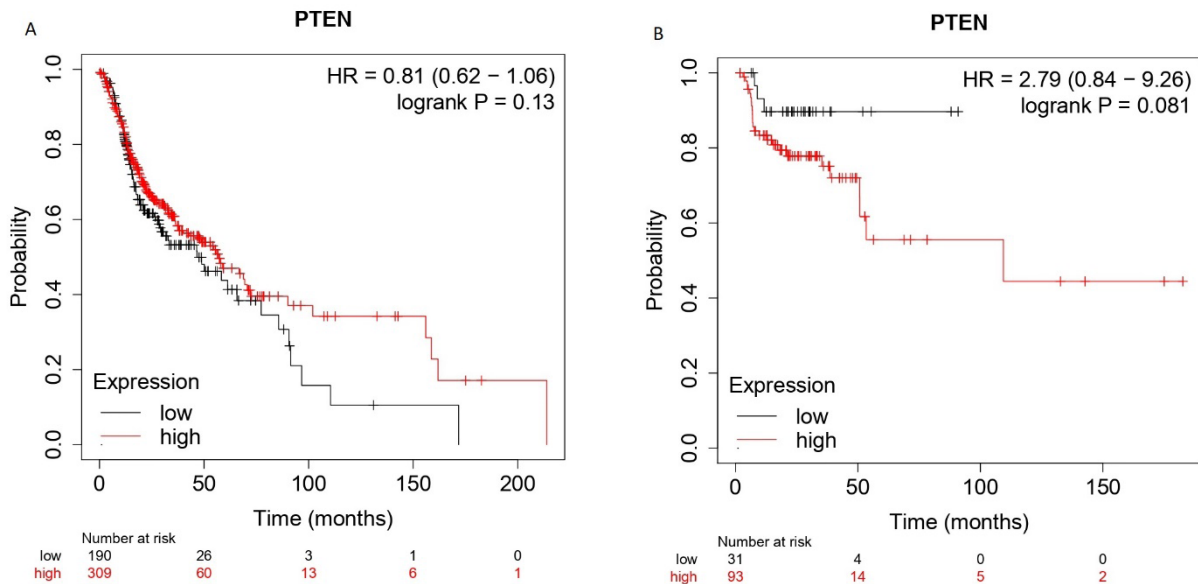 A
PTEN
HR = 0.81 (0.62 − 1.06)
logrank P = 0.13
Probability
1.0
0.8
0.6
0.4
0.2
0.0
Expression
low
high
0 50 100 150 200
Time (months)
Number at risk
low 190 26 3 1 0
high 309 60 13 6 1
B
PTEN
HR = 2.79 (0.84 − 9.26)
logrank P = 0.081
Probability
1.0
0.8
0.6
0.4
0.2
0.0
Expression
low
high
0 50 100 150
Time (months)
Number at risk
low 31 4 0 0
high 93 14 5 2